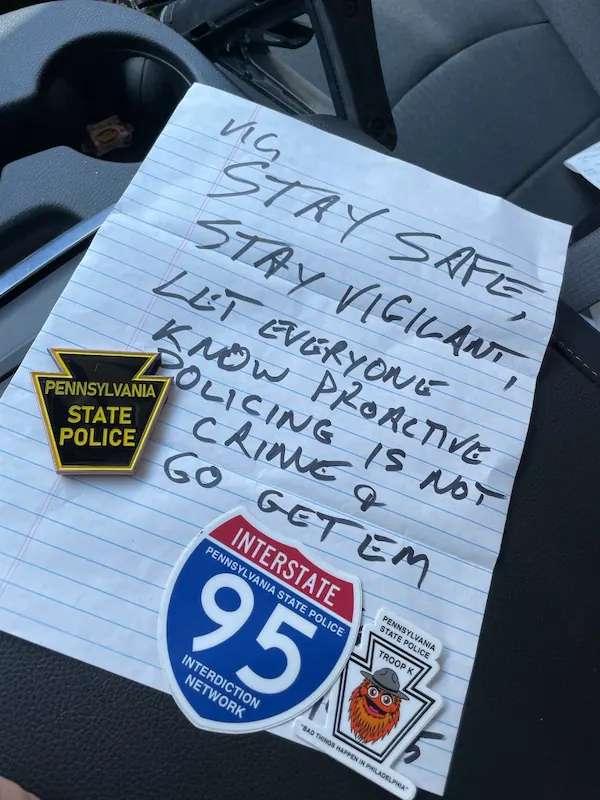 VIG
STAY SAFE,
STAY VIGILANT,
LET EVERYONE
KNOW PROACTIVE
POLICING IS NOT
CRIME &
GO GET EM
PENNSYLVANIA
STATE
POLICE
INTERSTATE
PENNSYLVANIA STATE POLICE
95
INTERDICTION
NETWORK
PENNSYLVANIA
STATE POLICE
TROOP K
"BAD THINGS HAPPEN IN PHILADELPHIA"